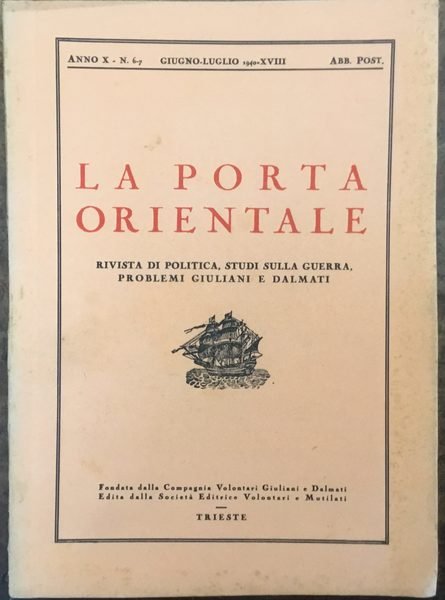 ANNO X - N. 6-7 GIUGNO-LUGLIO 1940-XVIII ABB. POST.
LA PORTA
ORIENTALE
RIVISTA DI POLITICA, STUDI SULLA GUERRA,
PROBLEMI GIULIANI E DALMATI
Fondata dalla Compagnia Volontari Giuliani e Dalmati
Edita dalla Società Editrice Volontari e Mutilati
TRIESTE